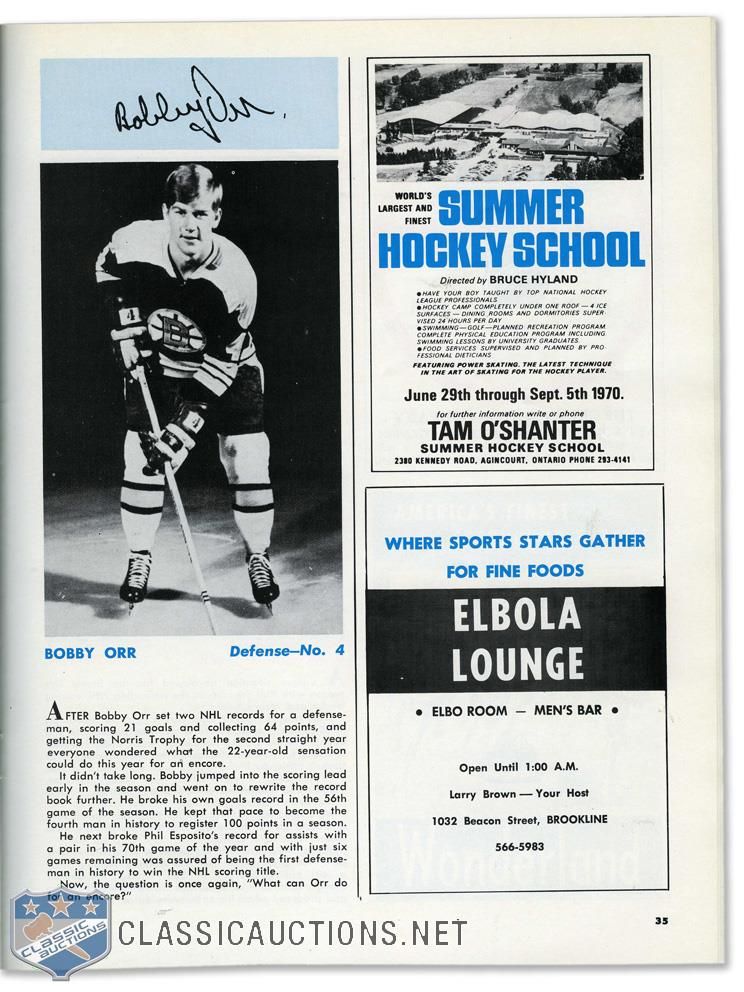 Bobby Orr
4
B
4
BOBBY ORR Defense—No. 4
AFTER Bobby Orr set two NHL records for a defense-
man, scoring 21 goals and collecting 64 points, and
getting the Norris Trophy for the second straight year
everyone wondered what the 22-year-old sensation
could do this year for an encore.
It didn't take long. Bobby jumped into the scoring lead
early in the season and went on to rewrite the record
book further. He broke his own goals record in the 56th
game of the season. He kept that pace to become the
fourth man in history to register 100 points in a season.
He next broke Phil Esposito's record for assists with
a pair in his 70th game of the year and with just six
games remaining was assured of being the first defense-
man in history to win the NHL scoring title.
Now, the question is once again, "What can Orr do
for an encore?"
WORLD'S
LARGEST AND
FINEST
SUMMER
HOCKEY SCHOOL
Directed by BRUCE HYLAND
● HAVE YOUR BOY TAUGHT BY TOP NATIONAL HOCKEY
LEAGUE PROFESSIONALS
● HOCKEY CAMP COMPLETELY UNDER ONE ROOF — 4 ICE
SURFACES — DINING ROOMS AND DORMITORIES SUPER-
VISED 24 HOURS PER DAY
● SWIMMING—GOLF—PLANNED RECREATION PROGRAM
COMPLETE PHYSICAL EDUCATION PROGRAM INCLUDING
SWIMMING LESSONS BY UNIVERSITY GRADUATES
● FOOD SERVICES SUPERVISED AND PLANNED BY PRO-
FESSIONAL DIETICIANS
FEATURING POWER SKATING. THE LATEST TECHNIQUE
IN THE ART OF SKATING FOR THE HOCKEY PLAYER.
June 29th through Sept. 5th 1970.
for further information write or phone
TAM O'SHANTER
SUMMER HOCKEY SCHOOL
2380 KENNEDY ROAD, AGINCOURT, ONTARIO PHONE 293-4141
AMERICA'S FINEST
WHERE SPORTS STARS GATHER
FOR FINE FOODS
ELBOLA
LOUNGE
● ELBO ROOM — MEN'S BAR ●
Open Until 1:00 A.M.
Larry Brown — Your Host
1032 Beacon Street, BROOKLINE
566-5983
Wonderland
35
CLASSIC
AUCTIONS
CLASSICAUCTIONS.NET